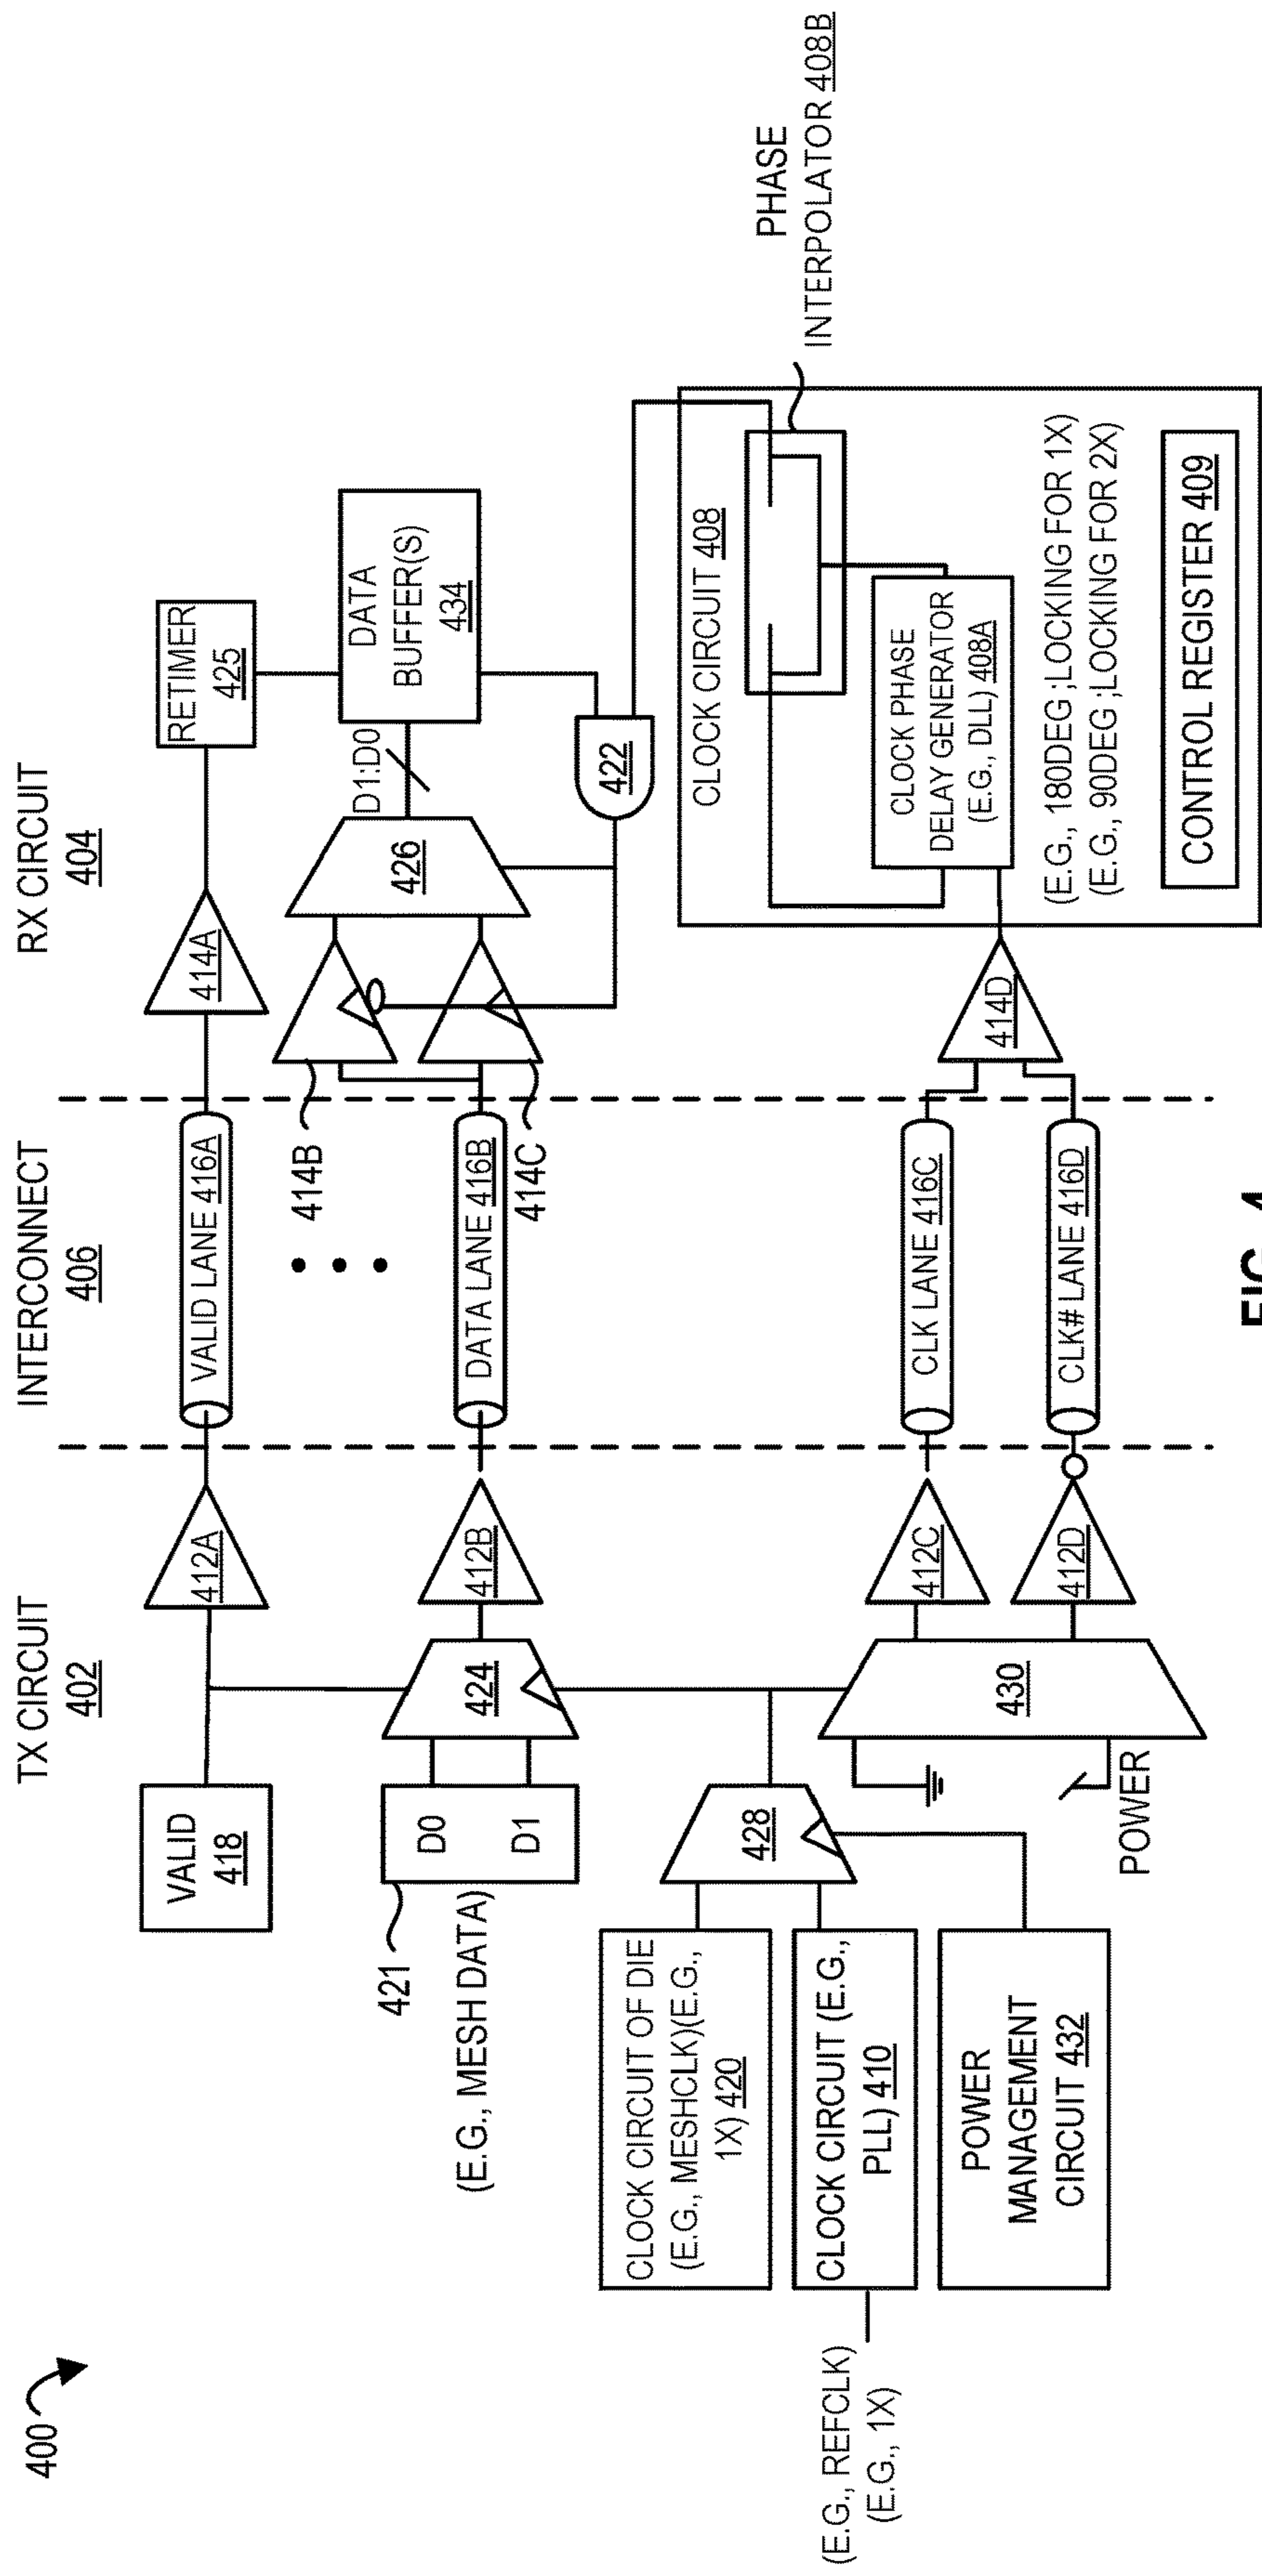 400
TX CIRCUIT
402
INTERCONNECT
406
RX CIRCUIT
404
VALID
418
412A
VALID LANE 416A
414A
RETIMER
425
421
(E.G., MESH DATA)
D0
D1
424
412B
DATA LANE 416B
414B
414C
426
D1:D0
DATA
BUFFER(S)
434
422
CLOCK CIRCUIT OF DIE
(E.G., MESHCLK)(E.G.,
1X) 420
CLOCK CIRCUIT (E.G.,
PLL) 410
(E.G., REFCLK)
(E.G., 1X)
POWER
MANAGEMENT
CIRCUIT 432
428
430
POWER
412C
412D
CLK LANE 416C
CLK# LANE 416D
414D
CLOCK CIRCUIT 408
CLOCK PHASE
DELAY GENERATOR
(E.G., DLL) 408A
(E.G., 180DEG ;LOCKING FOR 1X)
(E.G., 90DEG ;LOCKING FOR 2X)
CONTROL REGISTER 409
PHASE
INTERPOLATOR 408B